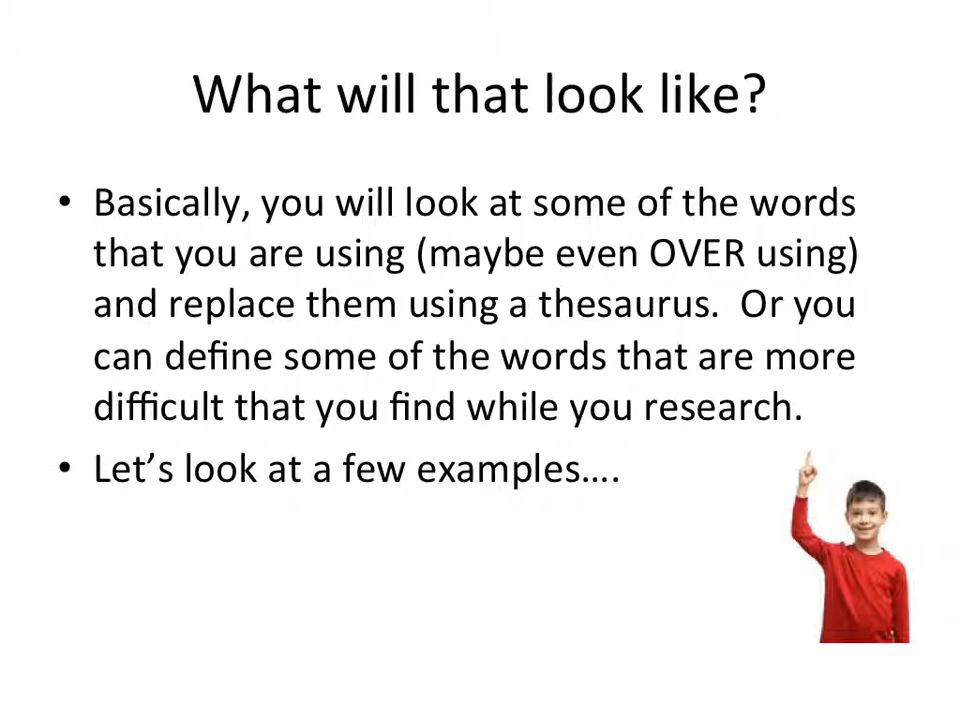 What will that look like?
• Basically, you will look at some of the words
that you are using (maybe even OVER using)
and replace them using a thesaurus.  Or you
can define some of the words that are more
difficult that you find while you research.
• Let’s look at a few examples….